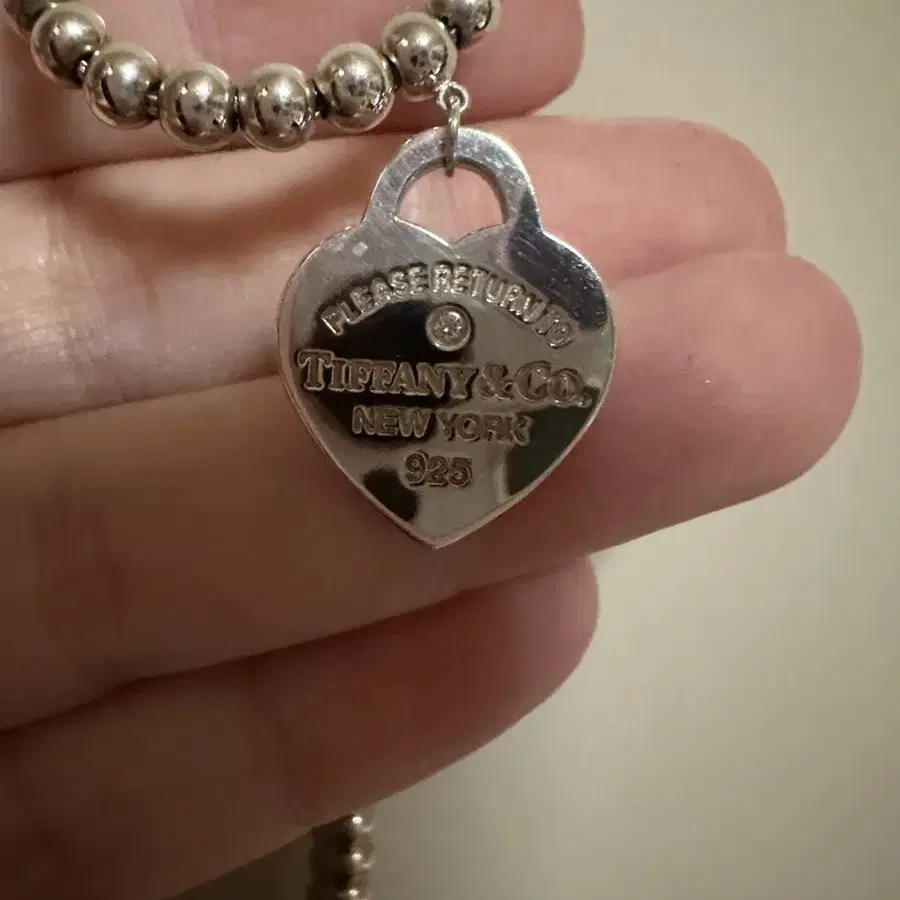 PLEASE RETURN TO
TIFFANY & CO.
NEW YORK
925